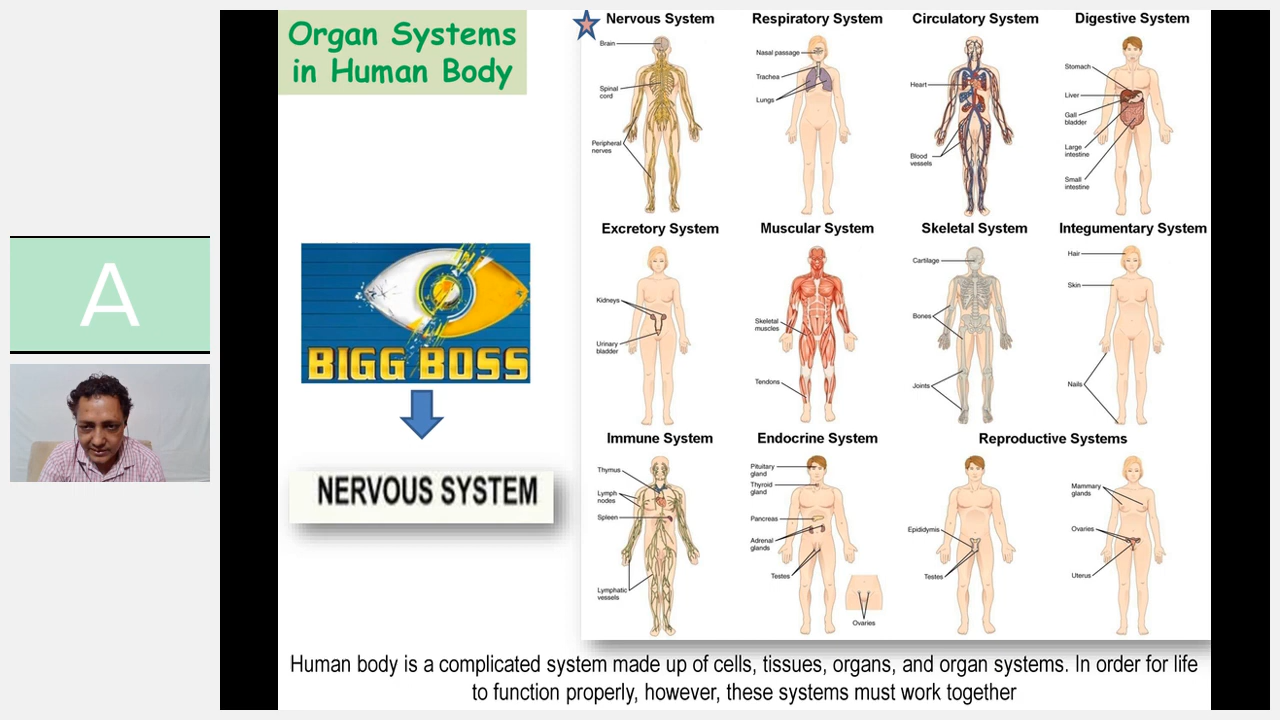 A
Organ Systems
in Human Body
BIGG BOSS
NERVOUS SYSTEM
Nervous System
Brain
Spinal
cord
Peripheral
nerves
Respiratory System
Nasal passage
Trachea
Lungs
Circulatory System
Heart
Blood
vessels
Digestive System
Stomach
Liver
Gall
bladder
Large
intestine
Small
intestine
Excretory System
Kidneys
Urinary
bladder
Muscular System
Skeletal
muscles
Tendons
Skeletal System
Cartilage
Bones
Joints
Integumentary System
Hair
Skin
Nails
Immune System
Thymus
Lymph
nodes
Spleen
Lymphatic
vessels
Endocrine System
Pituitary
gland
Thyroid
gland
Pancreas
Adrenal
glands
Testes
Ovaries
Reproductive Systems
Epididymis
Testes
Mammary
glands
Ovaries
Uterus
Human body is a complicated system made up of cells, tissues, organs, and organ systems. In order for life
to function properly, however, these systems must work together